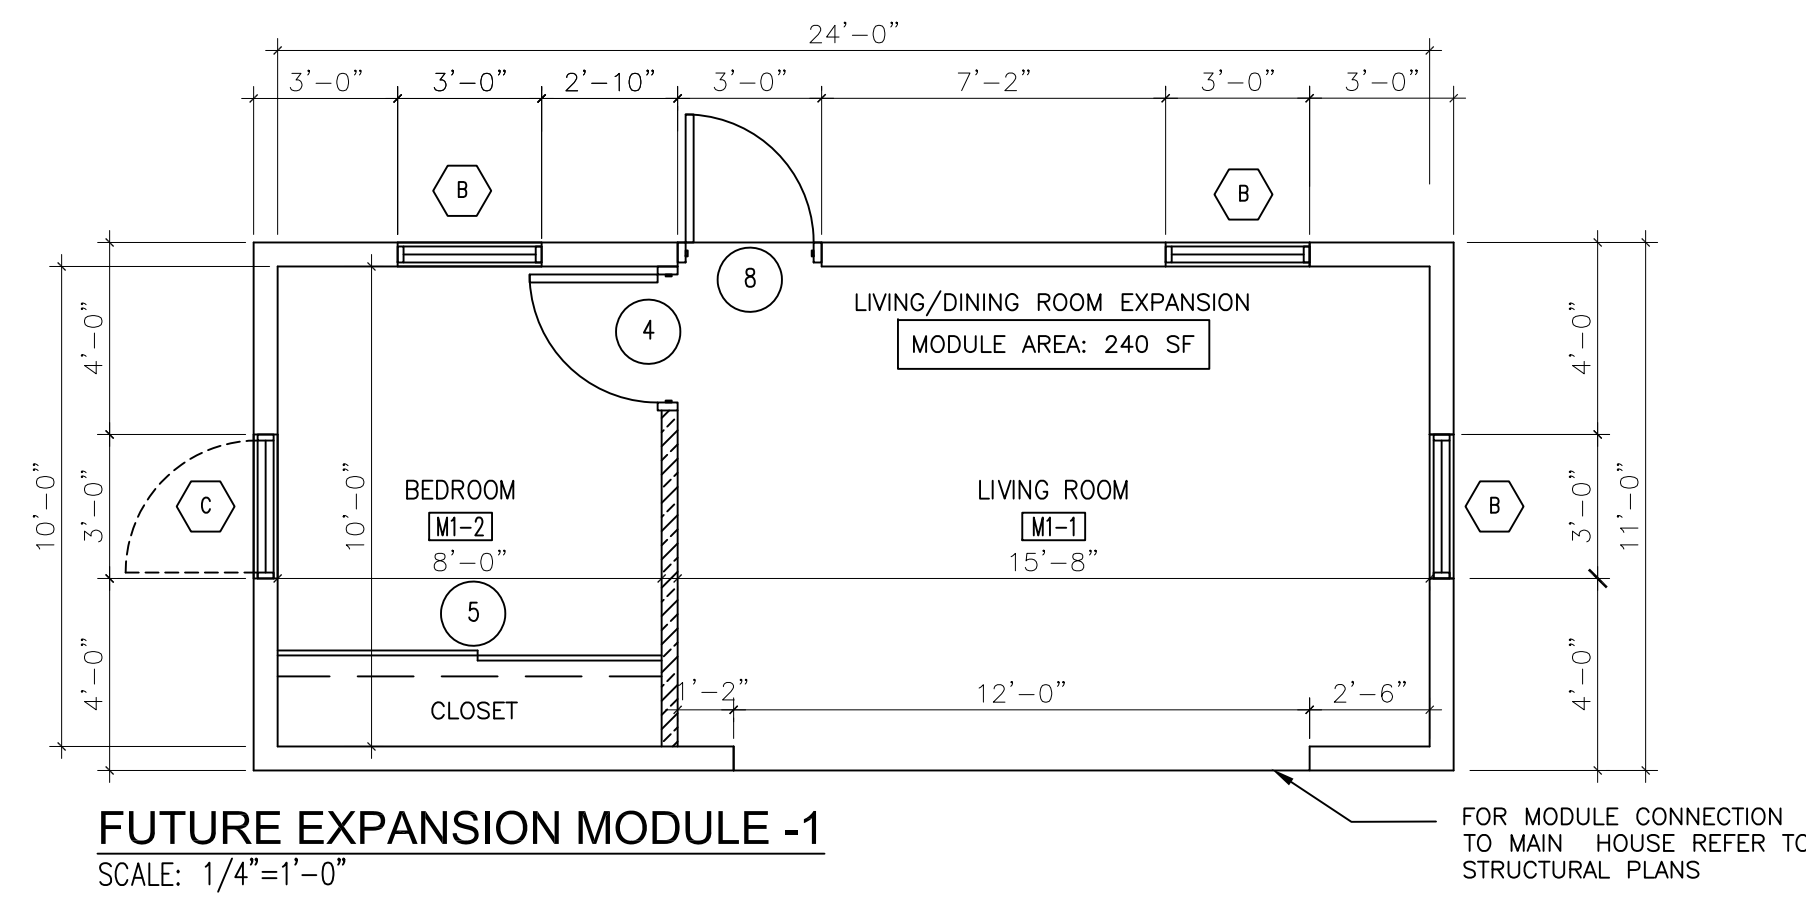 24'-0"
3'-0" 3'-0" 2'-10" 3'-0" 7'-2" 3'-0" 3'-0"
B
B
8
4
LIVING/DINING ROOM EXPANSION
MODULE AREA: 240 SF
4'-0"
4'-0"
10'-0"
3'-0"
C
10'-0"
BEDROOM
M1-2
8'-0"
LIVING ROOM
M1-1
15'-8"
B
3'-0"
11'-0"
5
4'-0"
CLOSET
1'-2" 12'-0" 2'-6"
4'-0"
FUTURE EXPANSION MODULE -1
SCALE: 1/4"=1'-0"
FOR MODULE CONNECTION
TO MAIN HOUSE REFER TO
STRUCTURAL PLANS